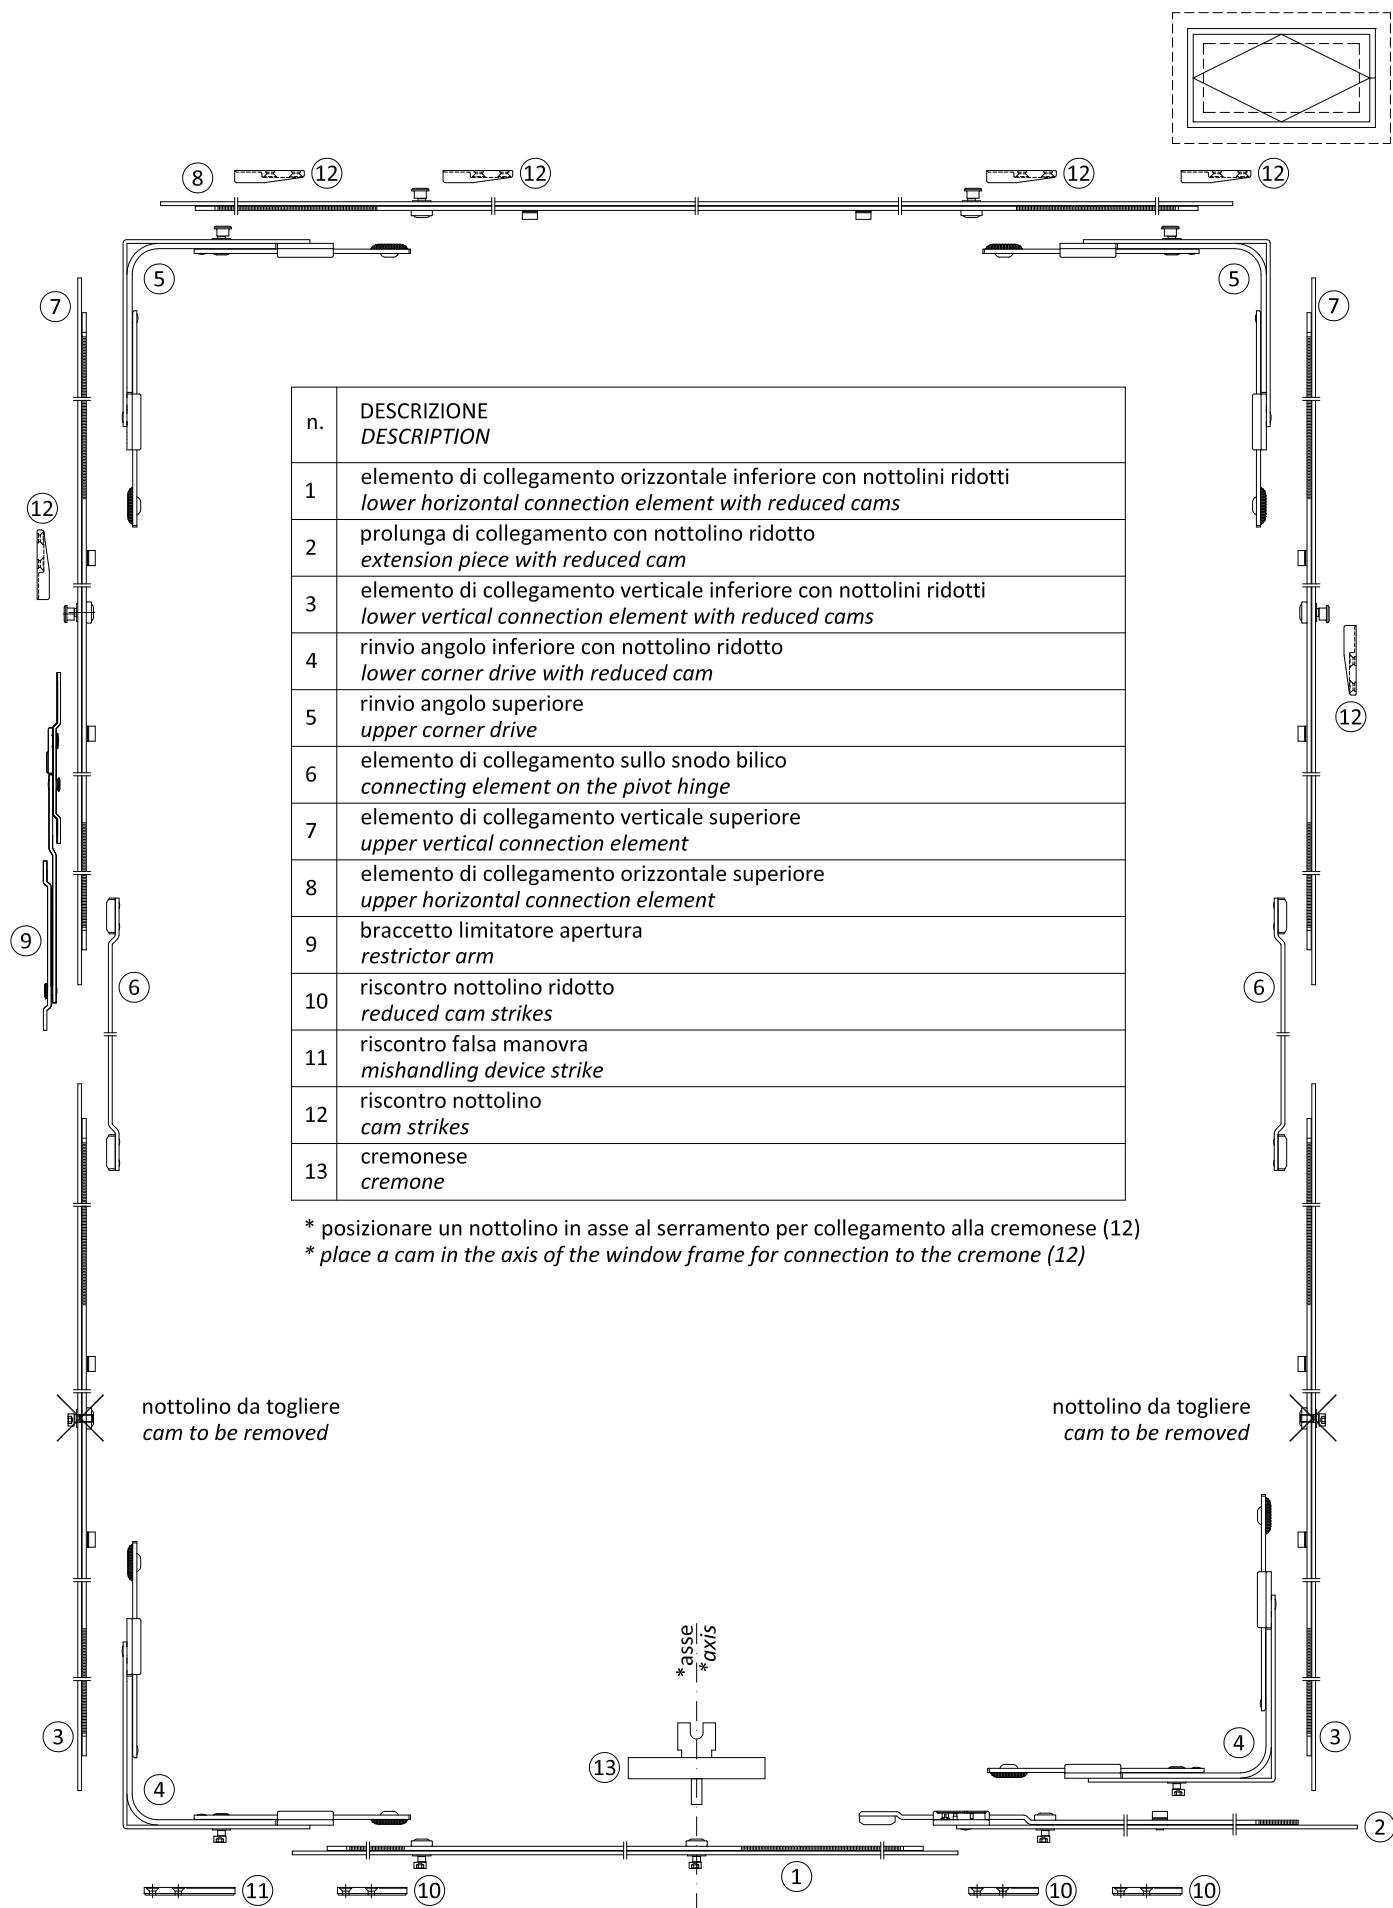 8 12 12 12 12
5 5
7 7
n. DESCRIZIONE
DESCRIPTION
1 elemento di collegamento orizzontale inferiore con nottolini ridotti
lower horizontal connection element with reduced cams
12
2 prolunga di collegamento con nottolino ridotto
extension piece with reduced cam
3 elemento di collegamento verticale inferiore con nottolini ridotti
lower vertical connection element with reduced cams
4 rinvio angolo inferiore con nottolino ridotto
lower corner drive with reduced cam
5 rinvio angolo superiore
upper corner drive
12
6 elemento di collegamento sullo snodo bilico
connecting element on the pivot hinge
7 elemento di collegamento verticale superiore
upper vertical connection element
8 elemento di collegamento orizzontale superiore
upper horizontal connection element
9
9 braccetto limitatore apertura
restrictor arm
6 6
10 riscontro nottolino ridotto
reduced cam strikes
11 riscontro falsa manovra
mishandling device strike
12 riscontro nottolino
cam strikes
13 cremonese
cremone
* posizionare un nottolino in asse al serramento per collegamento alla cremonese (12)
* place a cam in the axis of the window frame for connection to the cremone (12)
nottolino da togliere
cam to be removed
nottolino da togliere
cam to be removed
*asse
*axis
3 3
4 4
13
2
1
11 10 10 10